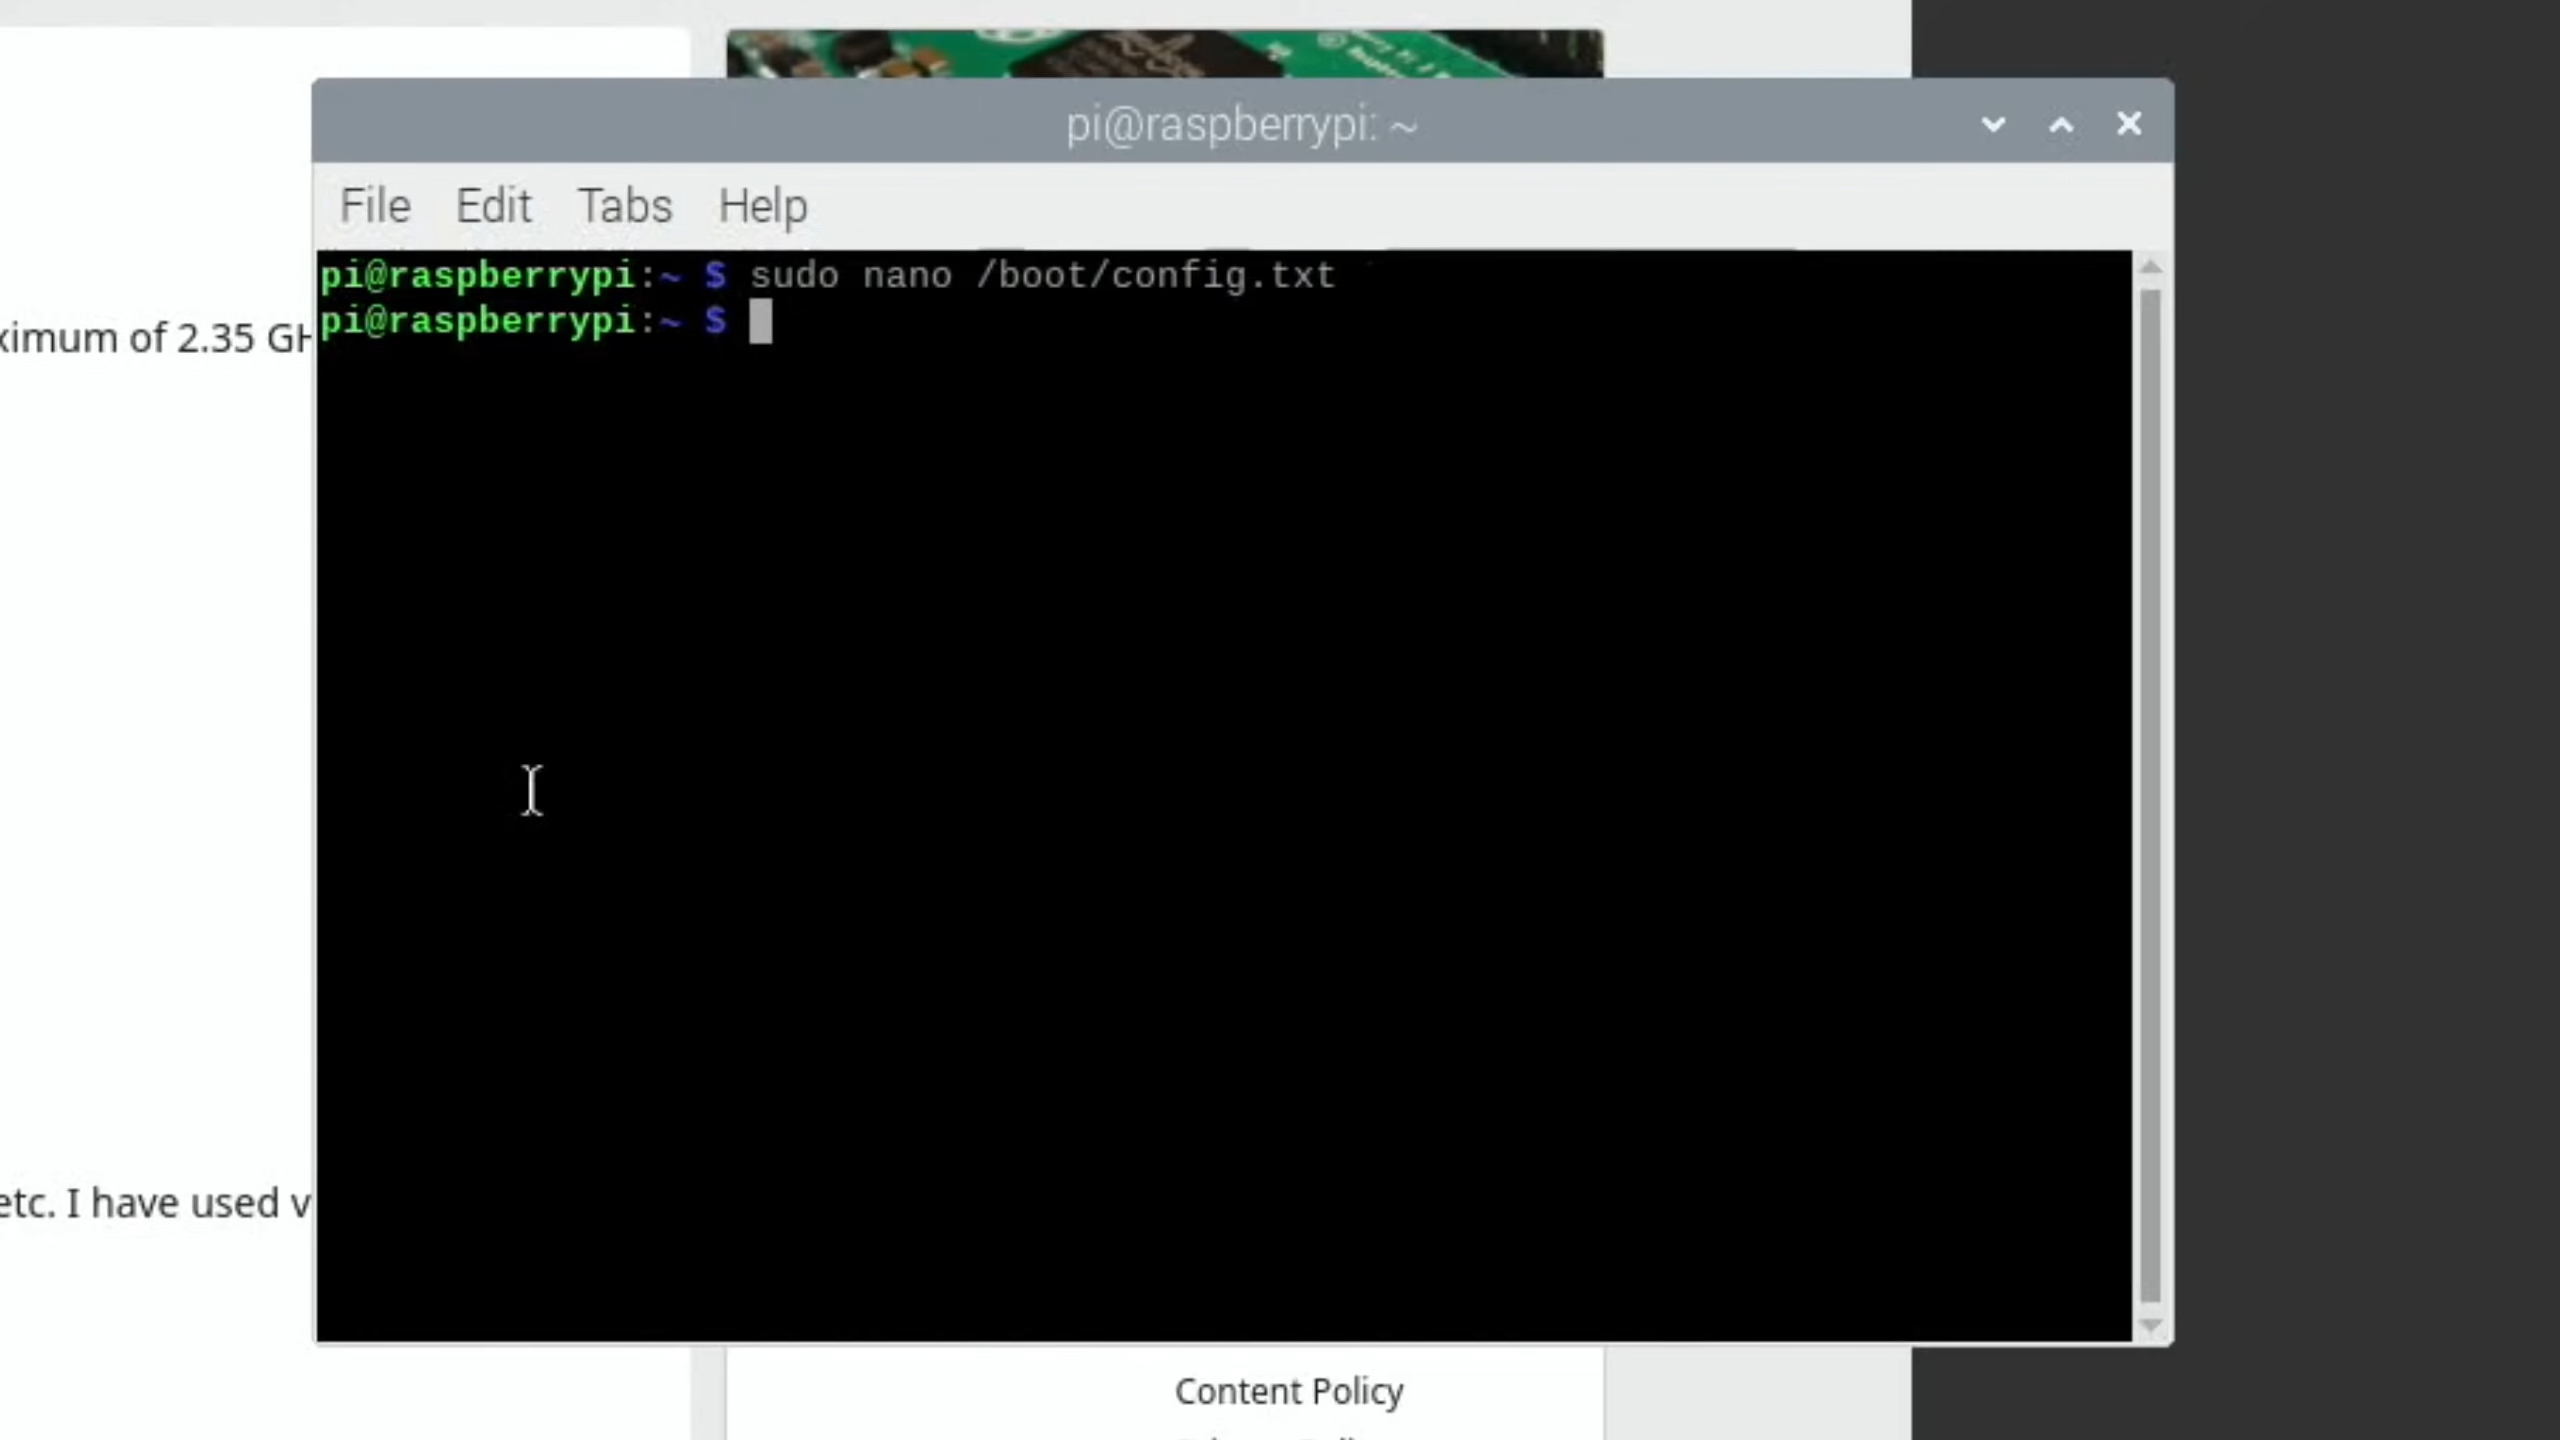 pi@raspberrypi: ~
File Edit Tabs Help
pi@raspberrypi:~ $ sudo nano /boot/config.txt
pi@raspberrypi:~ $
ximum of 2.35 GH
etc. I have used v
Content Policy